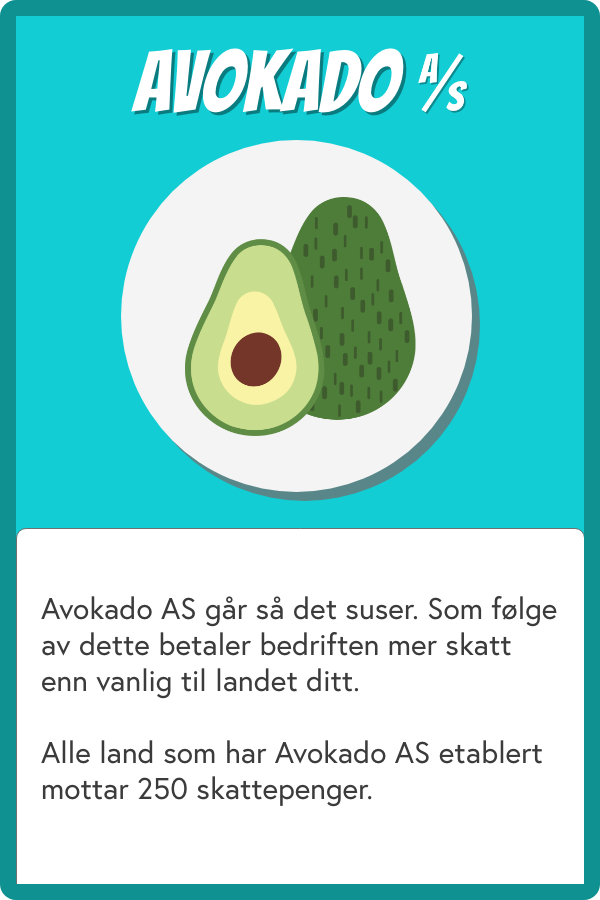 AVOKADO A/S
Avokado AS går så det suser. Som følge
av dette betaler bedriften mer skatt
enn vanlig til landet ditt.
Alle land som har Avokado AS etablert
mottar 250 skattepenger.